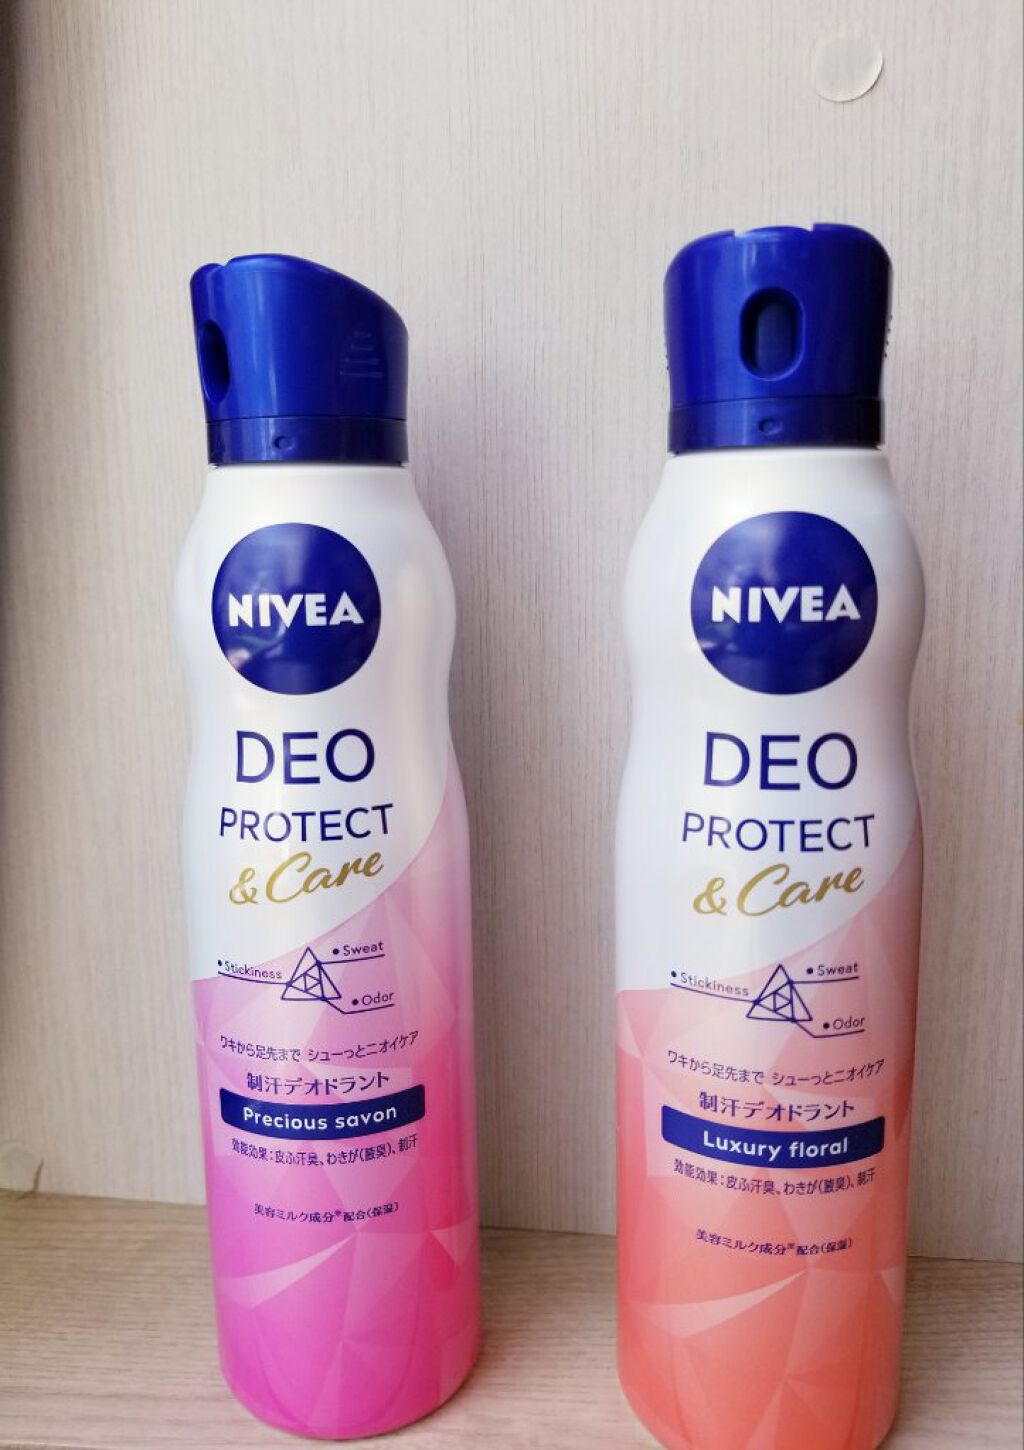 NIVEA
DEO
PROTECT
&Care
Sweat
Stickiness
Odor
ワキから足先まで シューっとニオイケア
制汗デオドラント
Precious savon
効能効果:皮ふ汗臭、わきが(腋臭)、制汗
美容ミルク成分※配合(保湿)
NIVEA
DEO
PROTECT
&Care
Sweat
Stickiness
Odor
ワキから足先まで シューっとニオイケア
制汗デオドラント
Luxury floral
効能効果:皮ふ汗臭、わきが(腋臭)、制汗
美容ミルク成分※配合(保湿)